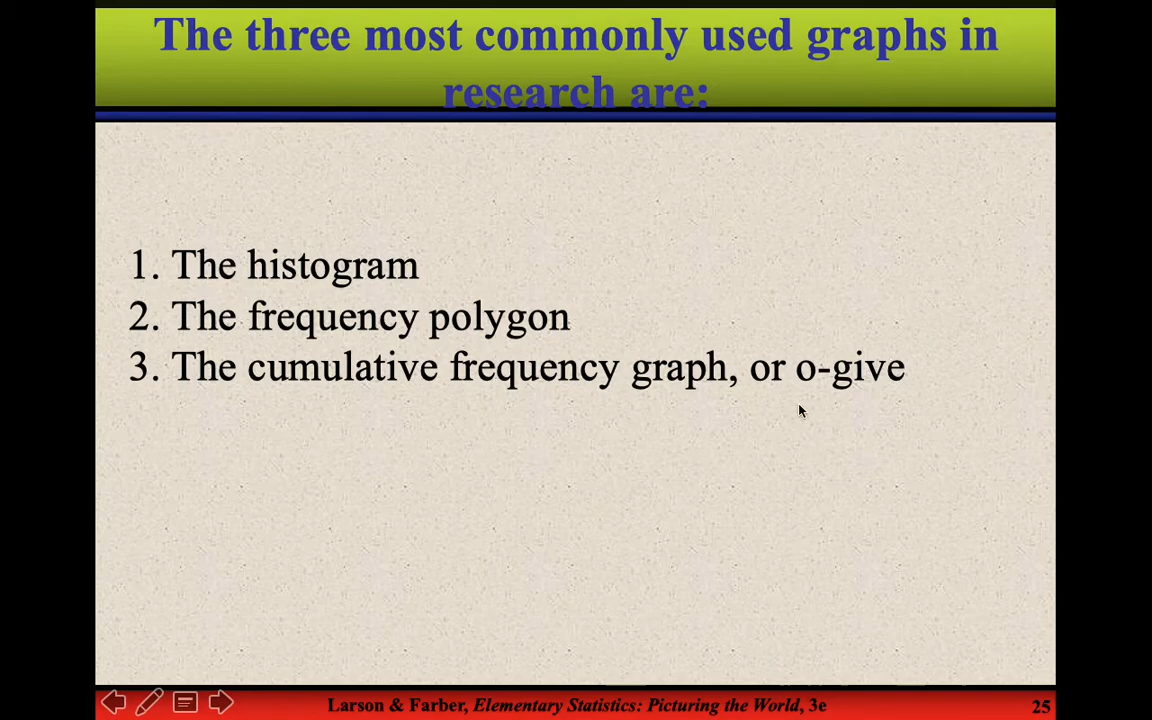 The three most commonly used graphs in
research are:
1. The histogram
2. The frequency polygon
3. The cumulative frequency graph, or o-give
Larson & Farber, Elementary Statistics: Picturing the World, 3e
25